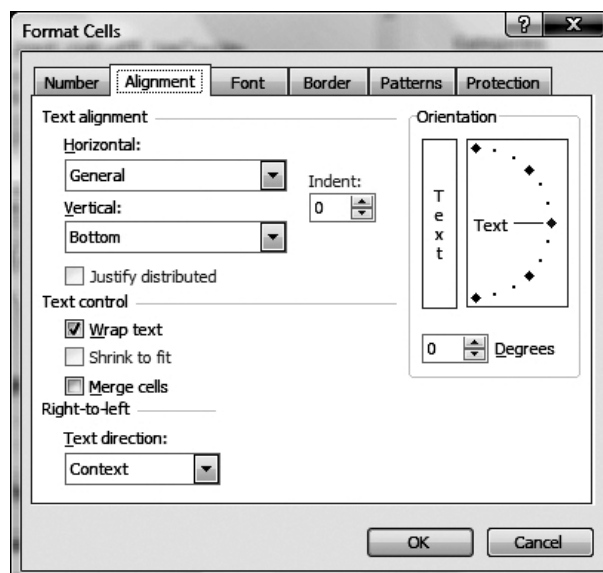 Format Cells
Number Alignment Font Border Patterns Protection
Text alignment
Horizontal:
General
Indent:
0
Vertical:
Bottom
Justify distributed
Text control
Wrap text
Shrink to fit
Merge cells
Right-to-left
Text direction:
Context
Orientation
Text
Text
0 Degrees
OK Cancel